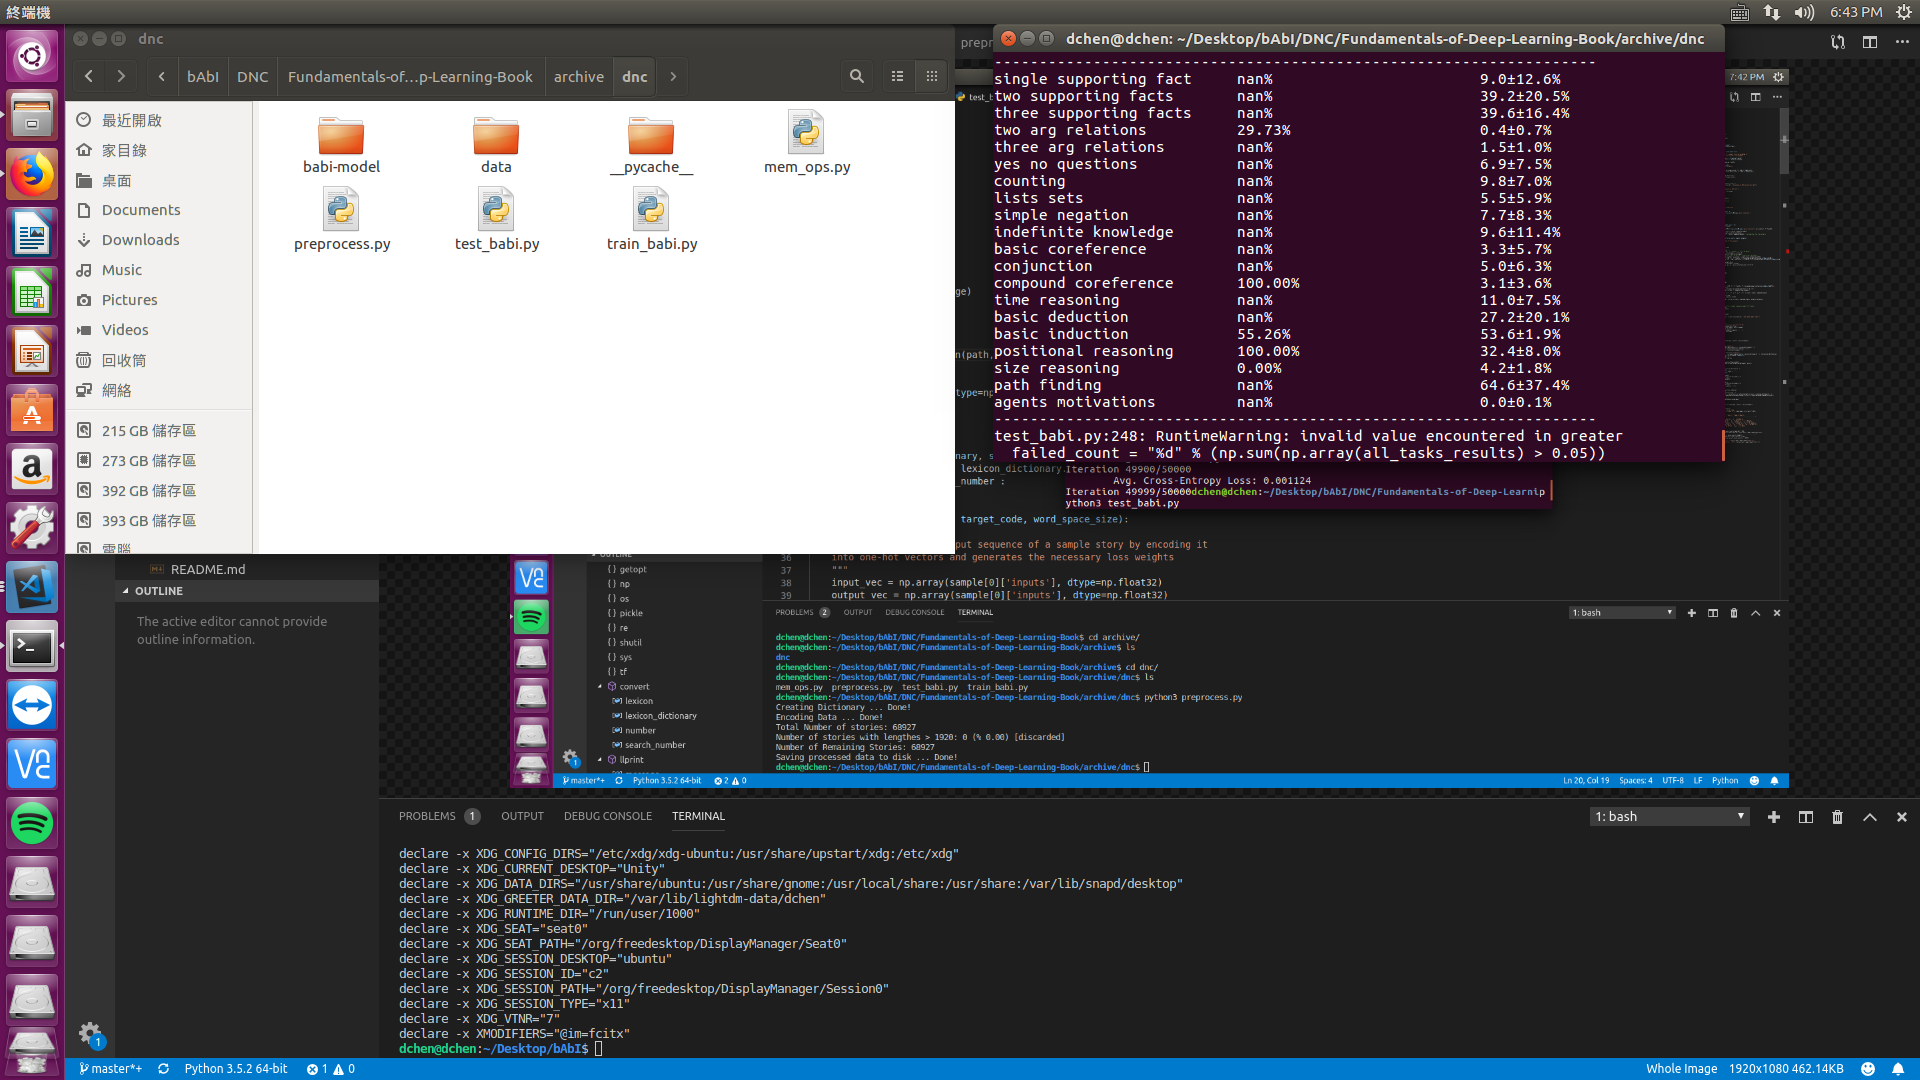 終端機
6:43 PM
dnc
bAbI
DNC
Fundamentals-of...p-Learning-Book
archive
dnc
最近開啟
家目錄
桌面
Documents
Downloads
Music
Pictures
Videos
回收筒
網絡
215 GB 儲存區
273 GB 儲存區
392 GB 儲存區
393 GB 儲存區
babi-model
data
__pycache__
mem_ops.py
preprocess.py
test_babi.py
train_babi.py
dchen@dchen: ~/Desktop/bAbI/DNC/Fundamentals-of-Deep-Learning-Book/archive/dnc
-------------------------------------------------------------------
single supporting fact nan% 9.0±12.6%
two supporting facts nan% 39.2±20.5%
three supporting facts nan% 39.6±16.4%
two arg relations 29.73% 0.4±0.7%
three arg relations nan% 1.5±1.0%
yes no questions nan% 6.9±7.5%
counting nan% 9.8±7.0%
lists sets nan% 5.5±5.9%
simple negation nan% 7.7±8.3%
indefinite knowledge nan% 9.6±11.4%
basic coreference nan% 3.3±5.7%
conjunction nan% 5.0±6.3%
compound coreference 100.00% 3.1±3.6%
time reasoning nan% 11.0±7.5%
basic deduction nan% 27.2±20.1%
basic induction 55.26% 53.6±1.9%
positional reasoning 100.00% 32.4±8.0%
size reasoning 0.00% 4.2±1.8%
path finding nan% 64.6±37.4%
agents motivations nan% 0.0±0.1%
-------------------------------------------------------------------
test_babi.py:248: RuntimeWarning: invalid value encountered in greater
failed_count = "%d" % (np.sum(np.array(all_tasks_results) > 0.05))
7:42 PM
Iteration 49900/50000
Avg. Cross-Entropy Loss: 0.001124
Iteration 49999/50000dchen@dchen:~/Desktop/bAbI/DNC/Fundamentals-of-Deep-Learnip
ython3 test_babi.py
lexicon_dictionary
_number :
target_code, word_space_size):
put sequence of a sample story by encoding it
36 into one-hot vectors and generates the necessary loss weights
37 """
38 input_vec = np.array(sample[0]['inputs'], dtype=np.float32)
39 output_vec = np.array(sample[0]['inputs'], dtype=np.float32)
OUTLINE
getopt
np
os
pickle
re
shutil
sys
tf
convert
lexicon
lexicon_dictionary
number
search_number
llprint
PROBLEMS 2 OUTPUT DEBUG CONSOLE TERMINAL 1: bash
dchen@dchen:~/Desktop/bAbI/DNC/Fundamentals-of-Deep-Learning-Book$ cd archive/
dchen@dchen:~/Desktop/bAbI/DNC/Fundamentals-of-Deep-Learning-Book/archive$ ls
dnc
dchen@dchen:~/Desktop/bAbI/DNC/Fundamentals-of-Deep-Learning-Book/archive$ cd dnc/
dchen@dchen:~/Desktop/bAbI/DNC/Fundamentals-of-Deep-Learning-Book/archive/dnc$ ls
mem_ops.py preprocess.py test_babi.py train_babi.py
dchen@dchen:~/Desktop/bAbI/DNC/Fundamentals-of-Deep-Learning-Book/archive/dnc$ python3 preprocess.py
Creating Dictionary ... Done!
Encoding Data ... Done!
Total Number of stories: 68927
Number of stories with lengthes > 1920: 0 (% 0.00) [discarded]
Number of Remaining Stories: 68927
Saving processed data to disk ... Done!
dchen@dchen:~/Desktop/bAbI/DNC/Fundamentals-of-Deep-Learning-Book/archive/dnc$
master*+ Python 3.5.2 64-bit 2 0 Ln 20, Col 19 Spaces: 4 UTF-8 LF Python
README.md
OUTLINE
The active editor cannot provide
outline information.
PROBLEMS 1 OUTPUT DEBUG CONSOLE TERMINAL 1: bash
declare -x XDG_CONFIG_DIRS="/etc/xdg/xdg-ubuntu:/usr/share/upstart/xdg:/etc/xdg"
declare -x XDG_CURRENT_DESKTOP="Unity"
declare -x XDG_DATA_DIRS="/usr/share/ubuntu:/usr/share/gnome:/usr/local/share:/usr/share:/var/lib/snapd/desktop"
declare -x XDG_GREETER_DATA_DIR="/var/lib/lightdm-data/dchen"
declare -x XDG_RUNTIME_DIR="/run/user/1000"
declare -x XDG_SEAT="seat0"
declare -x XDG_SEAT_PATH="/org/freedesktop/DisplayManager/Seat0"
declare -x XDG_SESSION_DESKTOP="ubuntu"
declare -x XDG_SESSION_ID="c2"
declare -x XDG_SESSION_PATH="/org/freedesktop/DisplayManager/Session0"
declare -x XDG_SESSION_TYPE="x11"
declare -x XDG_VTNR="7"
declare -x XMODIFIERS="@im=fcitx"
dchen@dchen:~/Desktop/bAbI$
master*+ Python 3.5.2 64-bit 1 0 Whole Image 1920x1080 462.14KB